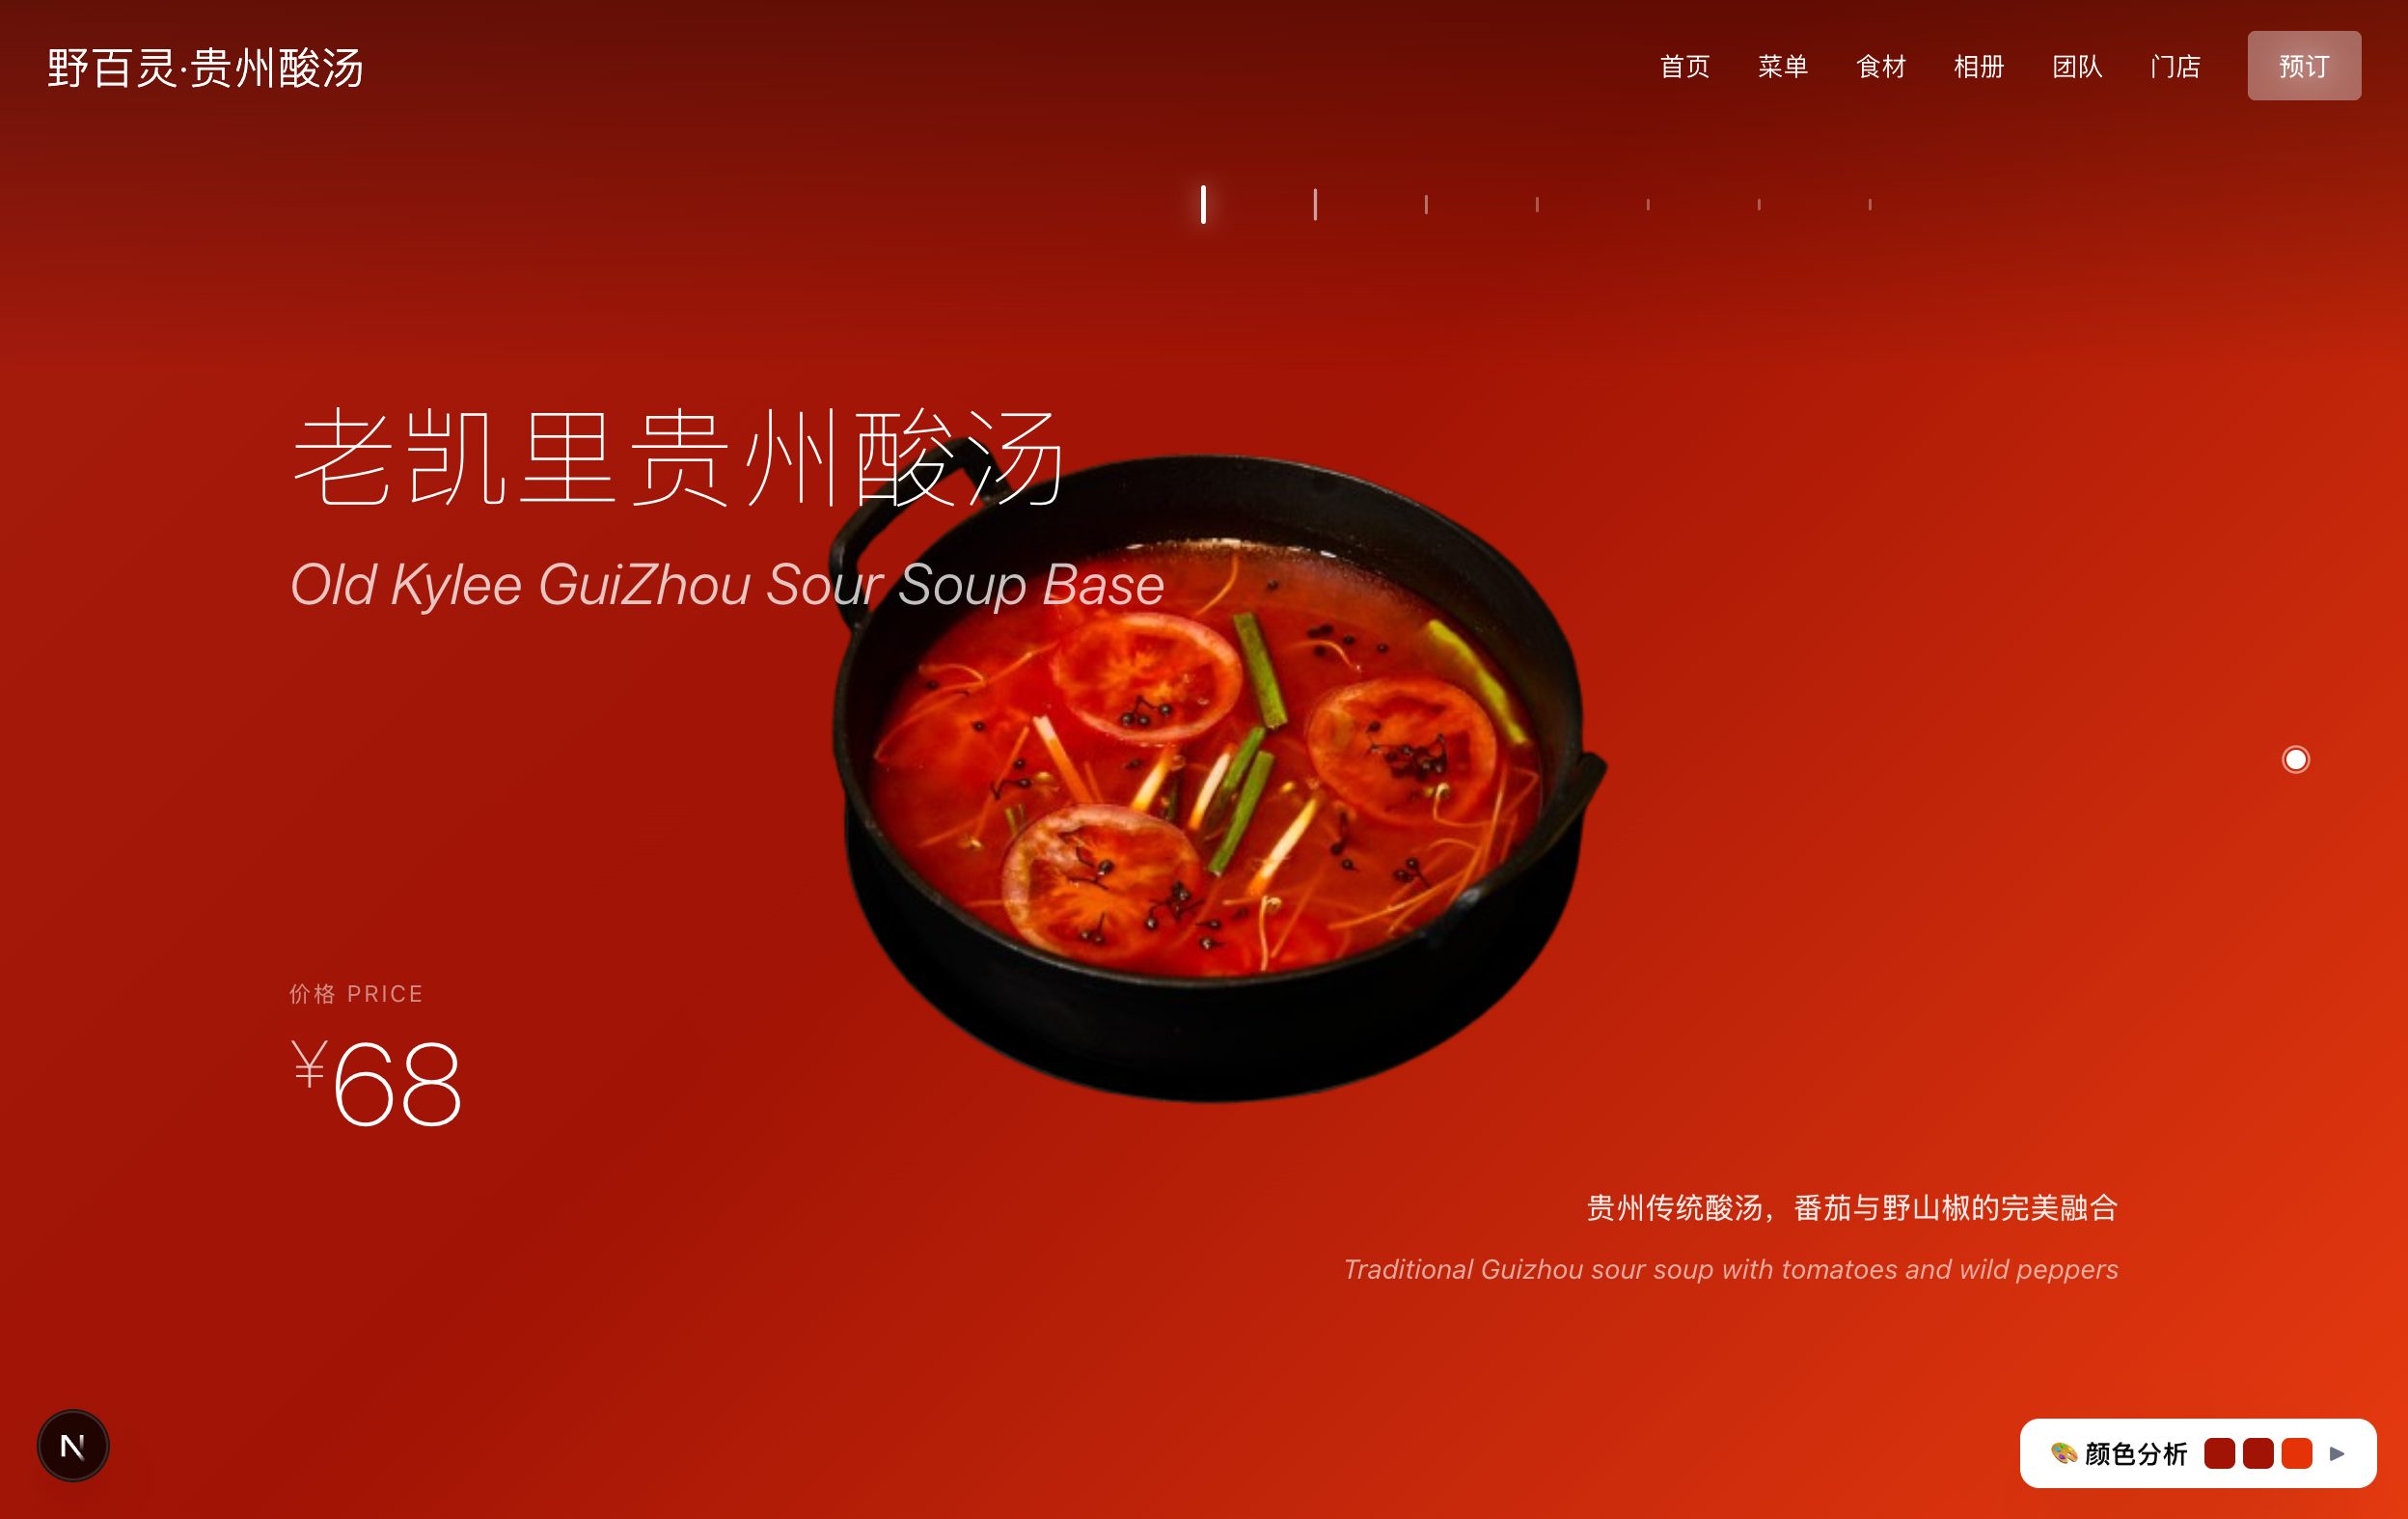 野百灵·贵州酸汤
首页 菜单 食材 相册 团队 门店 预订
老凯里贵州酸汤
Old Kylee GuiZhou Sour Soup Base
价格 PRICE
¥68
贵州传统酸汤，番茄与野山椒的完美融合
Traditional Guizhou sour soup with tomatoes and wild peppers
N
🎨 颜色分析